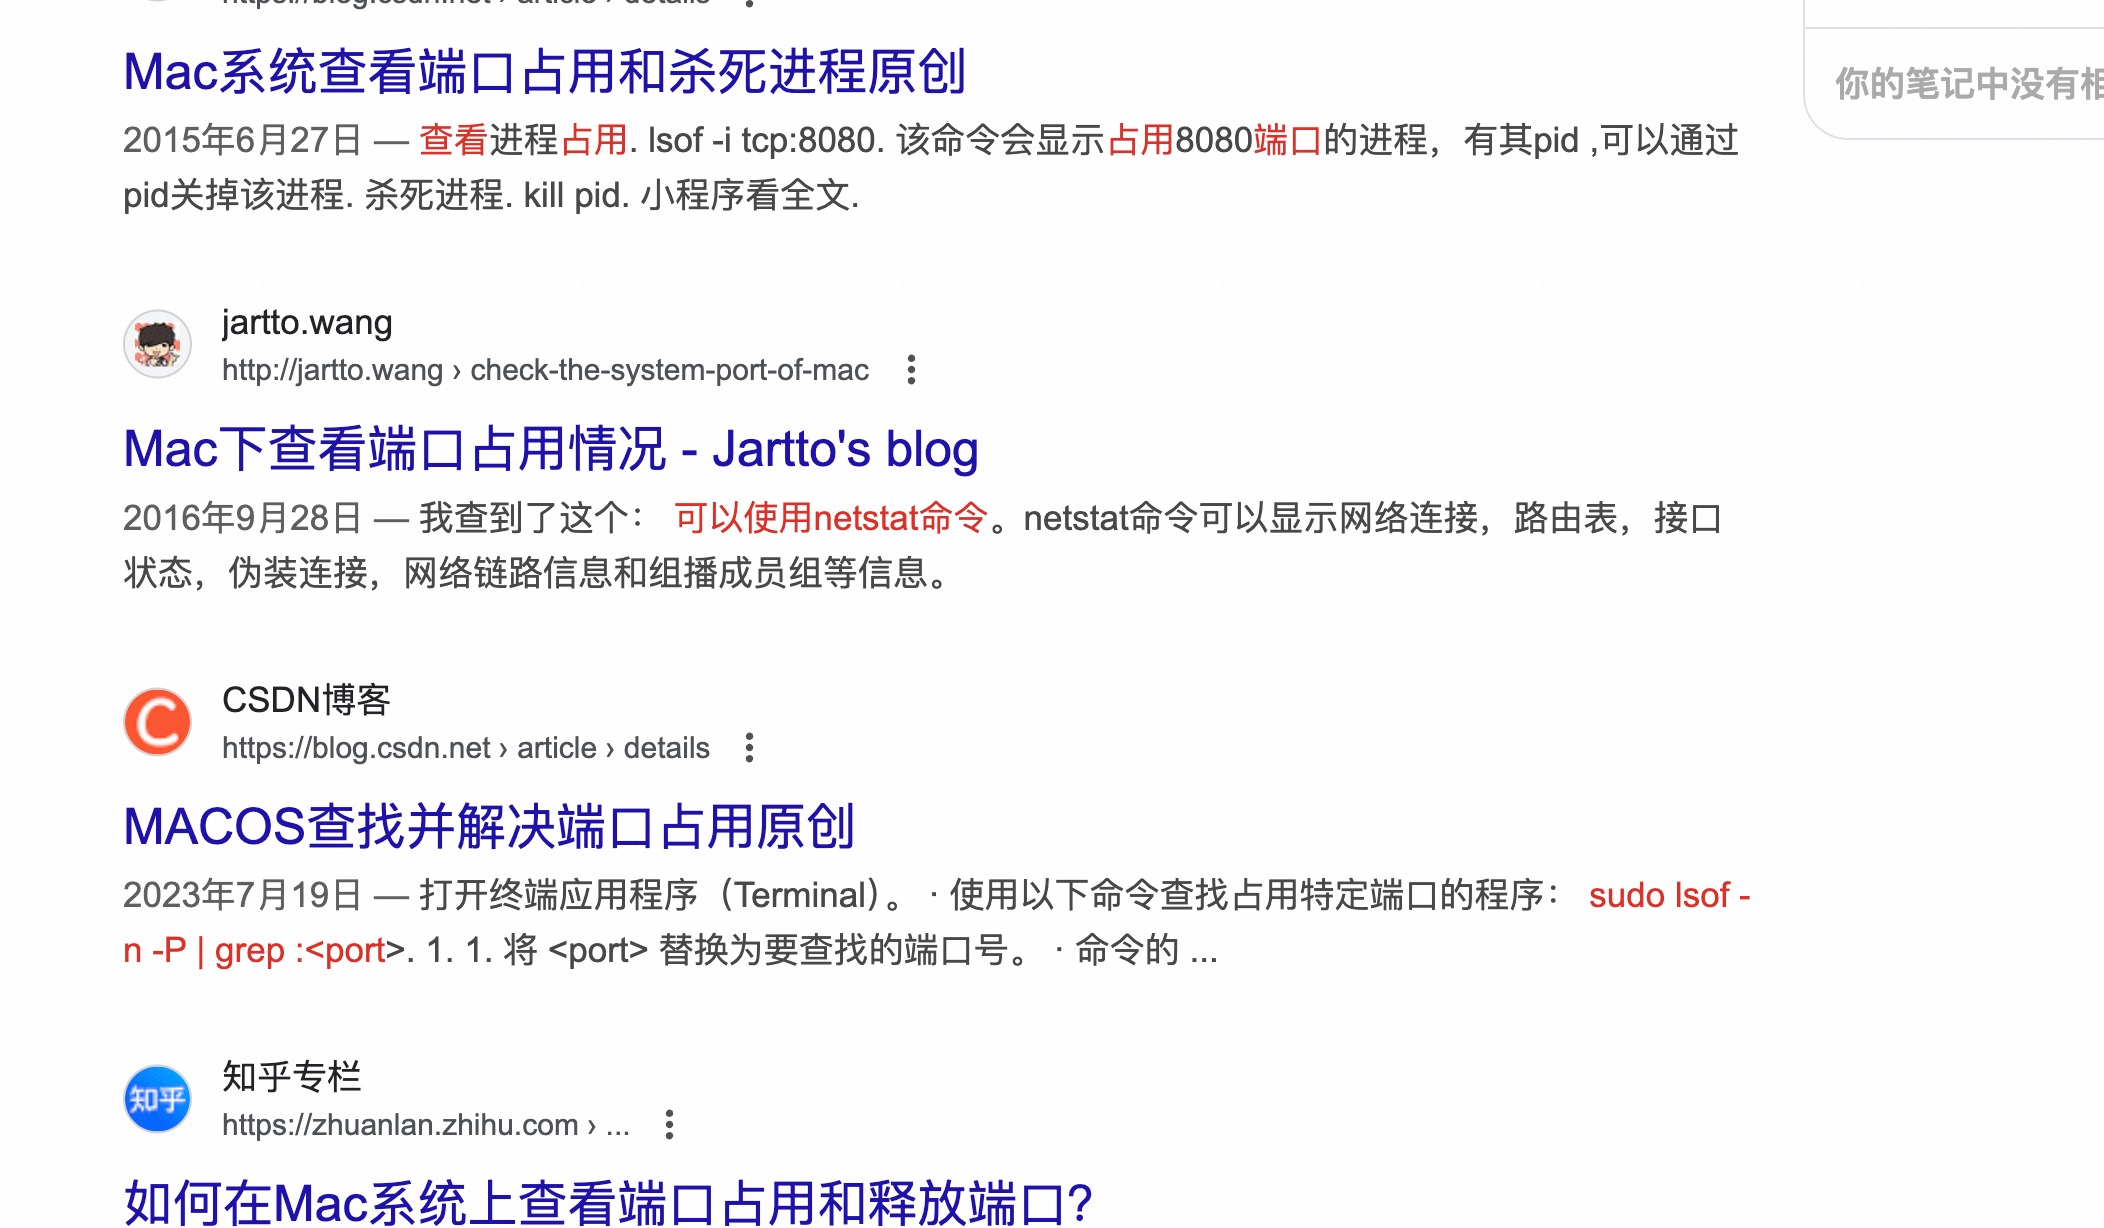 https://blog.csdn.net › article › details
Mac系统查看端口占用和杀死进程原创
2015年6月27日 — 查看进程占用. lsof -i tcp:8080. 该命令会显示占用8080端口的进程，有其pid ,可以通过
pid关掉该进程. 杀死进程. kill pid. 小程序看全文.
你的笔记中没有相
jartto.wang
http://jartto.wang › check-the-system-port-of-mac
Mac下查看端口占用情况 - Jartto's blog
2016年9月28日 — 我查到了这个： 可以使用netstat命令。netstat命令可以显示网络连接，路由表，接口
状态，伪装连接，网络链路信息和组播成员组等信息。
CSDN博客
https://blog.csdn.net › article › details
MACOS查找并解决端口占用原创
2023年7月19日 — 打开终端应用程序（Terminal）。 · 使用以下命令查找占用特定端口的程序： sudo lsof -
n -P | grep :<port>. 1. 1. 将 <port> 替换为要查找的端口号。 · 命令的 ...
知乎
知乎专栏
https://zhuanlan.zhihu.com › ...
如何在Mac系统上查看端口占用和释放端口?